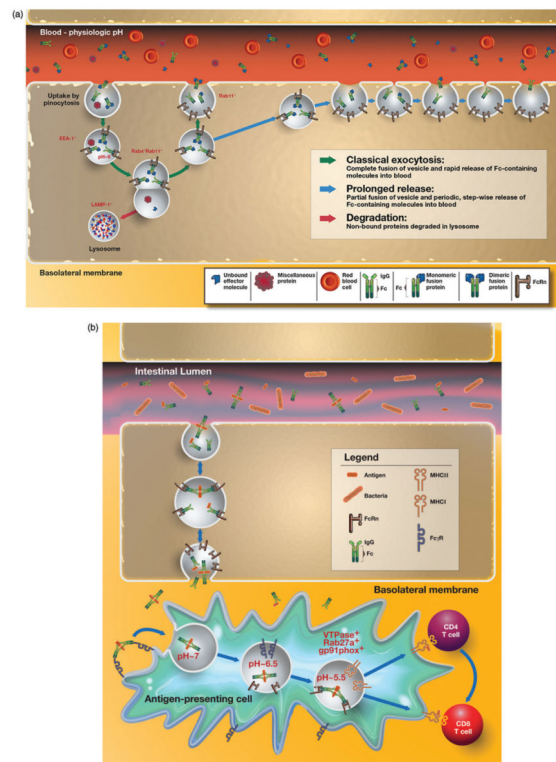 (a)
Blood - physiologic pH
Uptake by
pinocytosis
Rab11⁺
EEA-1⁺
pH~6
Rab4⁺Rab11⁺
LAMP-1⁺
Lysosome
Classical exocytosis:
Complete fusion of vesicle and rapid release of Fc-containing
molecules into blood
Prolonged release:
Partial fusion of vesicle and periodic, step-wise release of
Fc-containing molecules into blood
Degradation:
Non-bound proteins degraded in lysosome
Basolateral membrane
Unbound
effector
molecule
Miscellaneous
protein
Red
blood
cell
IgG
Fc
Fc
Monomeric
fusion
protein
Dimeric
fusion
protein
FcRn
(b)
Intestinal Lumen
Legend
Antigen
Bacteria
FcRn
IgG
Fc
MHCII
MHCI
FcγR
Basolateral membrane
VTPase⁺
Rab27a⁺
gp91phox⁺
pH~7
pH~6.5
pH~5.5
Antigen-presenting cell
CD4
T cell
CD8
T cell